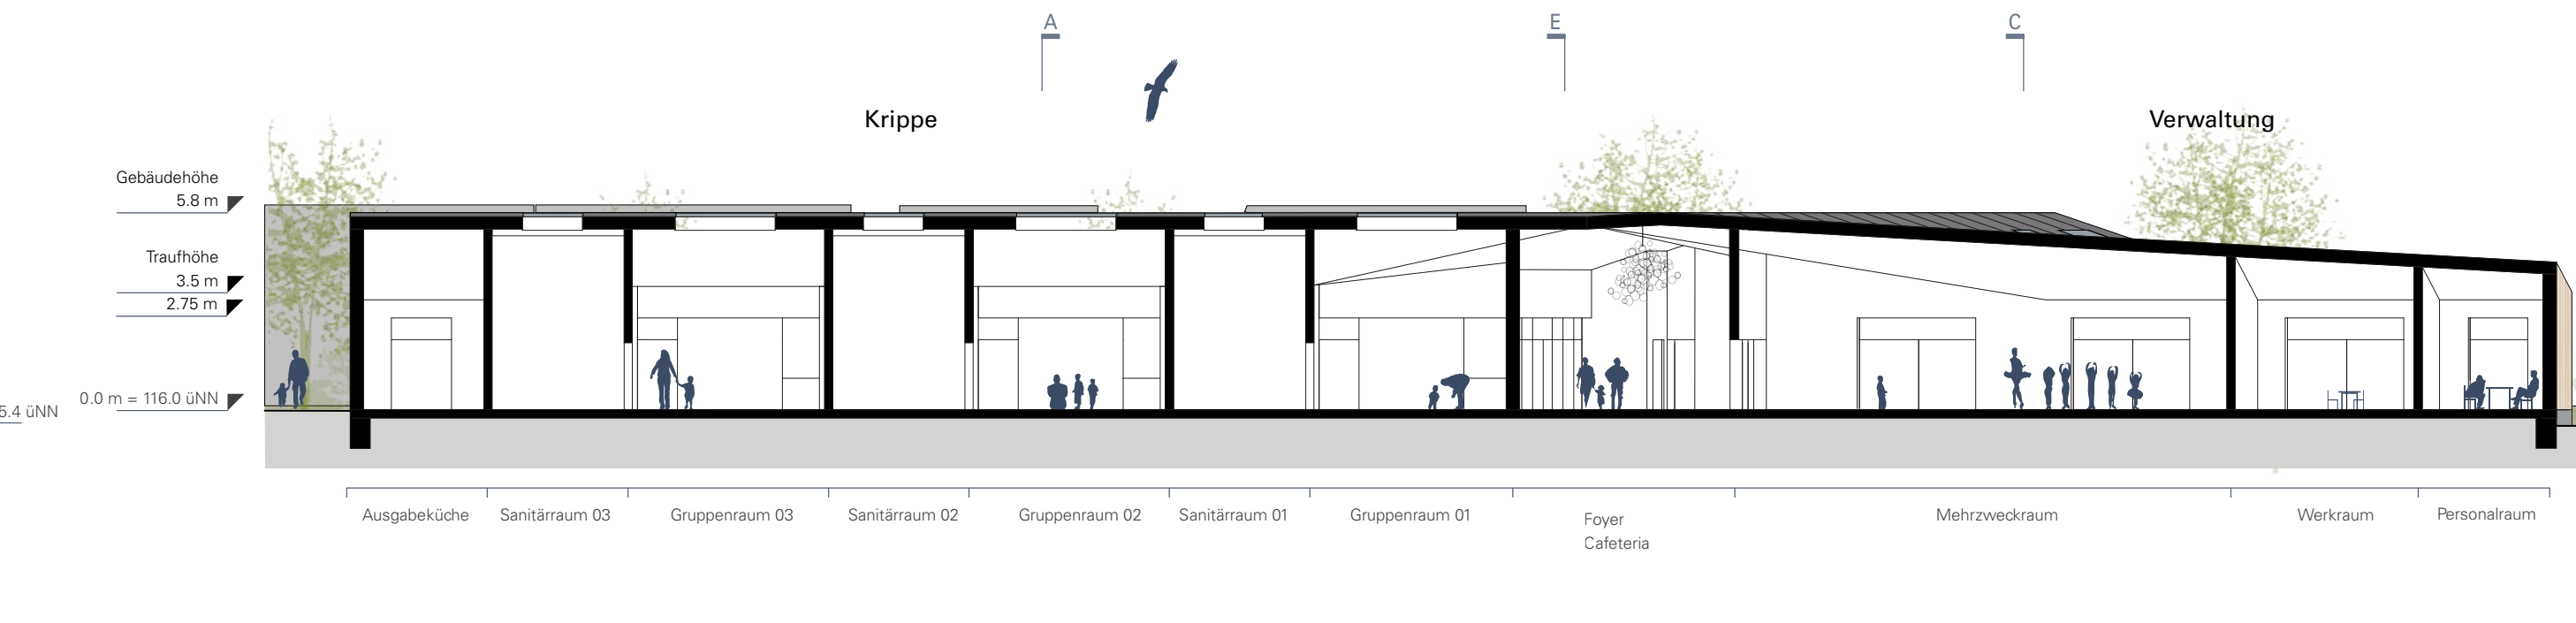 A
E
C
Krippe
Verwaltung
Gebäudehöhe
5.8 m
Traufhöhe
3.5 m
2.75 m
0.0 m = 116.0 üNN
5.4 üNN
Ausgabeküche
Sanitärraum 03
Gruppenraum 03
Sanitärraum 02
Gruppenraum 02
Sanitärraum 01
Gruppenraum 01
Foyer
Cafeteria
Mehrzweckraum
Werkraum
Personalraum